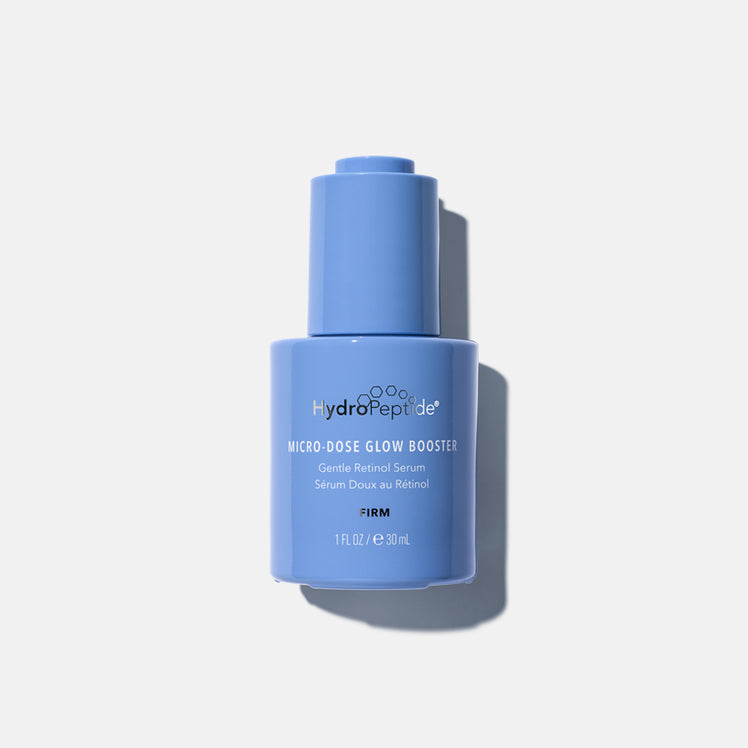 HydroPeptide®
MICRO-DOSE GLOW BOOSTER
Gentle Retinol Serum
Sérum Doux au Rétinol
FIRM
1 FL OZ / ℮ 30 mL